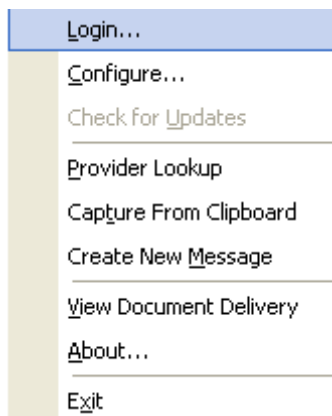 Login...
Configure...
Check for Updates
Provider Lookup
Capture From Clipboard
Create New Message
View Document Delivery
About...
Exit